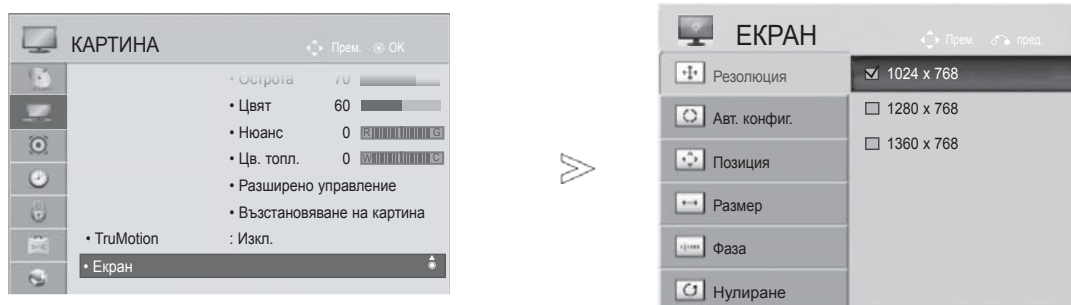 КАРТИНА
Прем. OK
• Острота 70
• Цвят 60
• Нюанс 0 R G
• Цв. топл. 0 W C
• Разширено управление
• Възстановяване на картина
• TruMotion : Изкл.
• Екран
ЕКРАН
Прем. пред.
Резолюция
Авт. конфиг.
Позиция
Размер
Фаза
Нулиране
1024 x 768
1280 x 768
1360 x 768